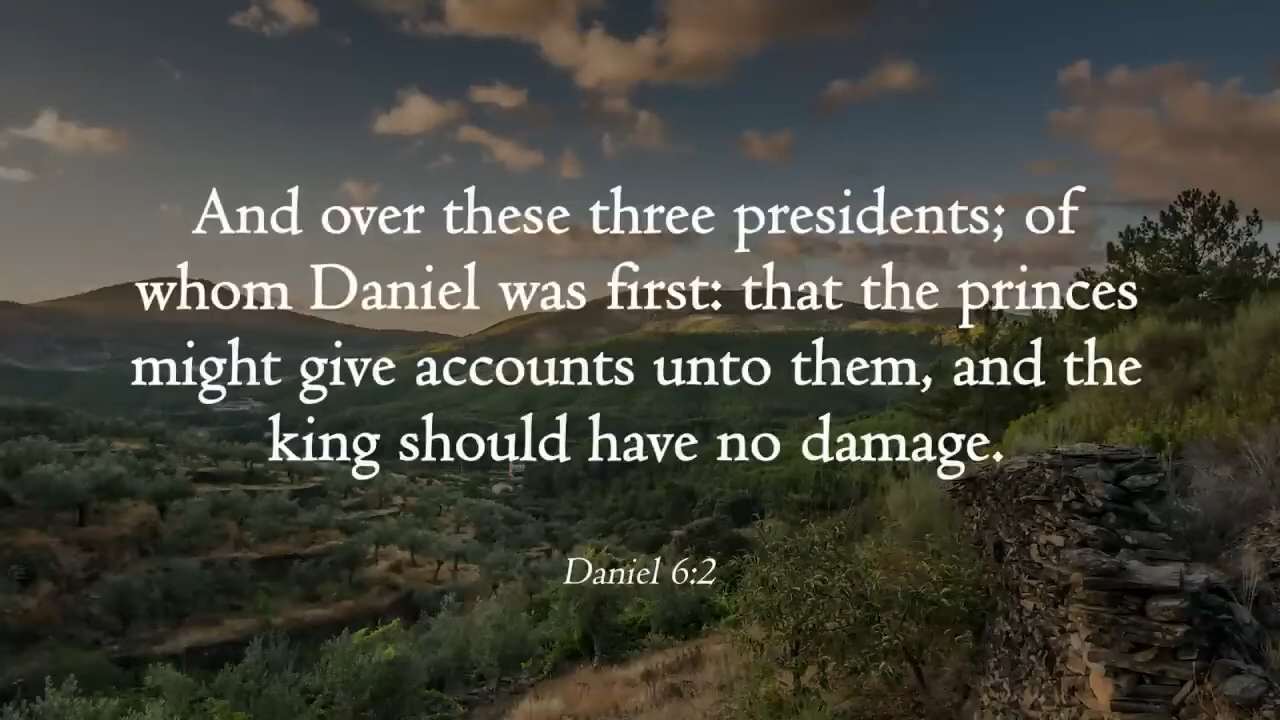 And over these three presidents; of
whom Daniel was first: that the princes
might give accounts unto them, and the
king should have no damage.
Daniel 6:2